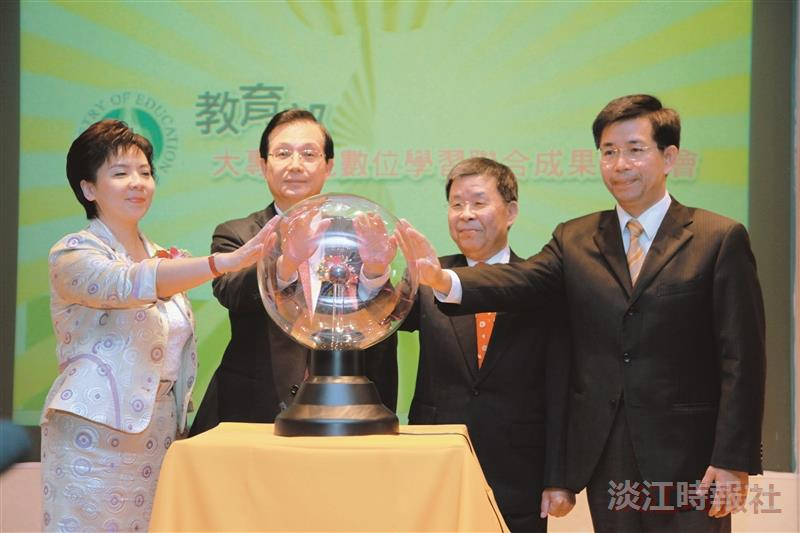 MINISTRY OF EDUCATION
教育部
大專 數位學習聯合成果 會
淡江時報社